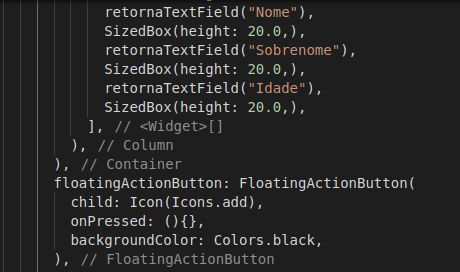 retornaTextField("Nome"),
SizedBox(height: 20.0,),
retornaTextField("Sobrenome"),
SizedBox(height: 20.0,),
retornaTextField("Idade"),
SizedBox(height: 20.0,),
], // <Widget>[]
), // Column
), // Container
floatingActionButton: FloatingActionButton(
child: Icon(Icons.add),
onPressed: (){},
backgroundColor: Colors.black,
), // FloatingActionButton